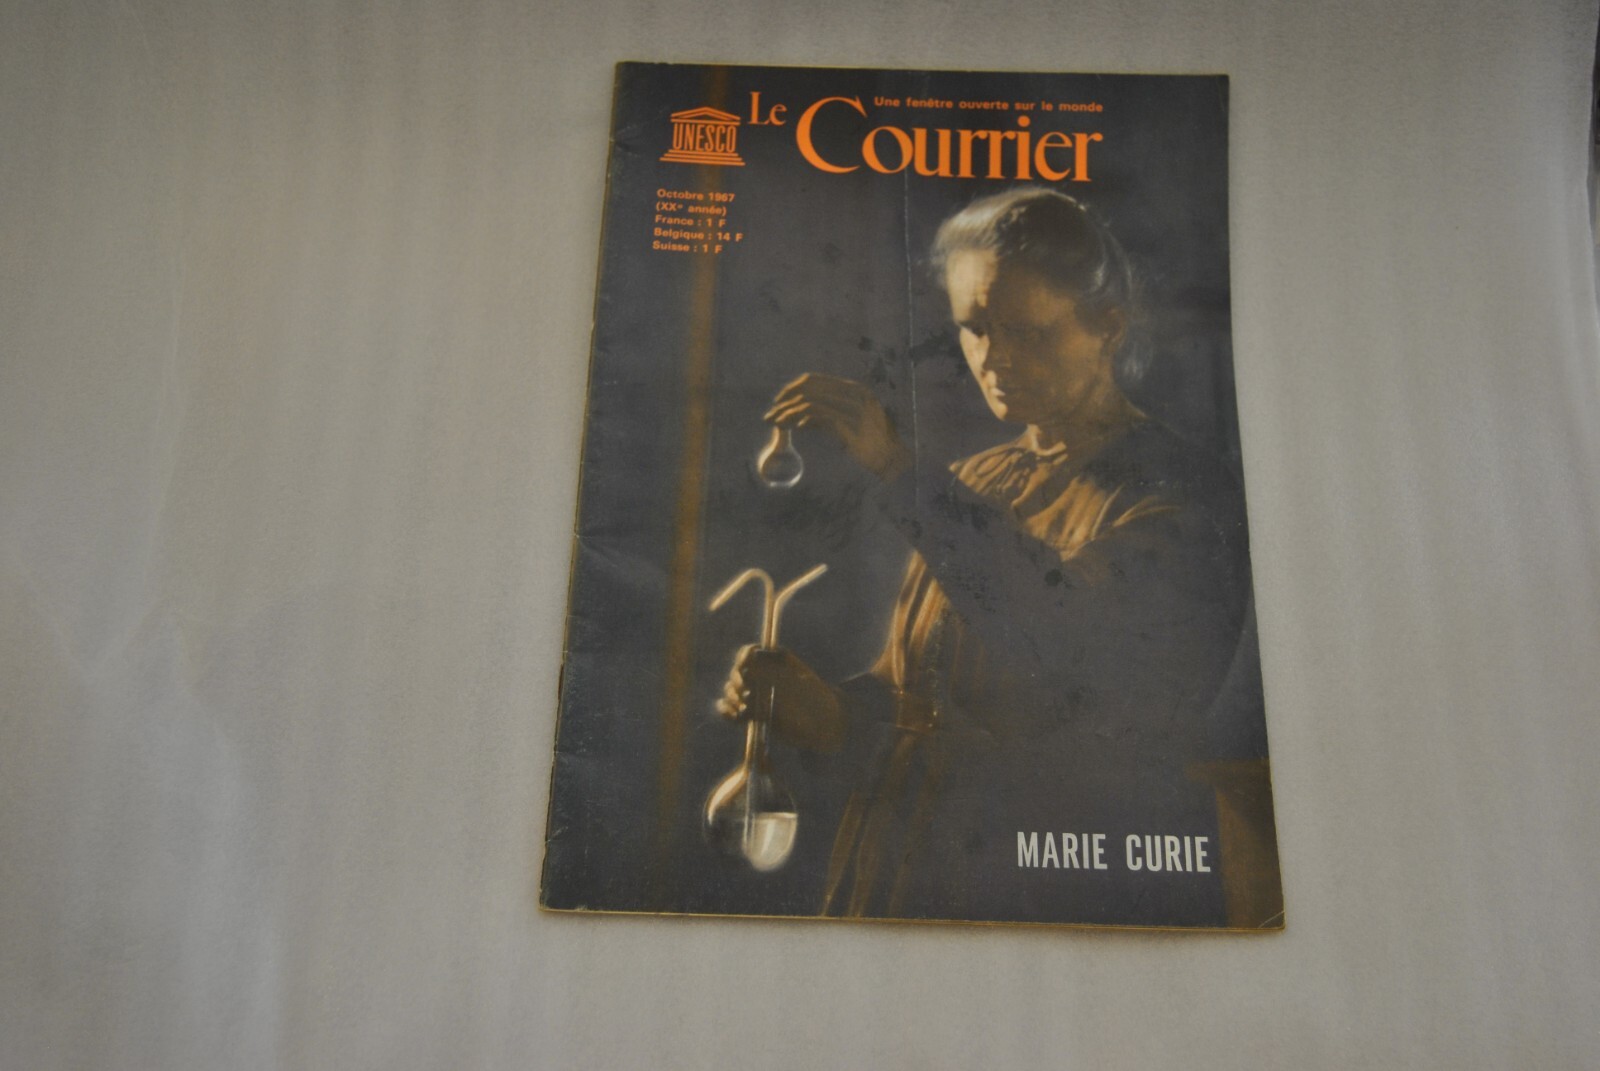 Une fenêtre ouverte sur le monde
Le Courrier
UNESCO
Octobre 1967
(XXe année)
France : 1 F
Belgique : 14 F
Suisse : 1 F
MARIE CURIE